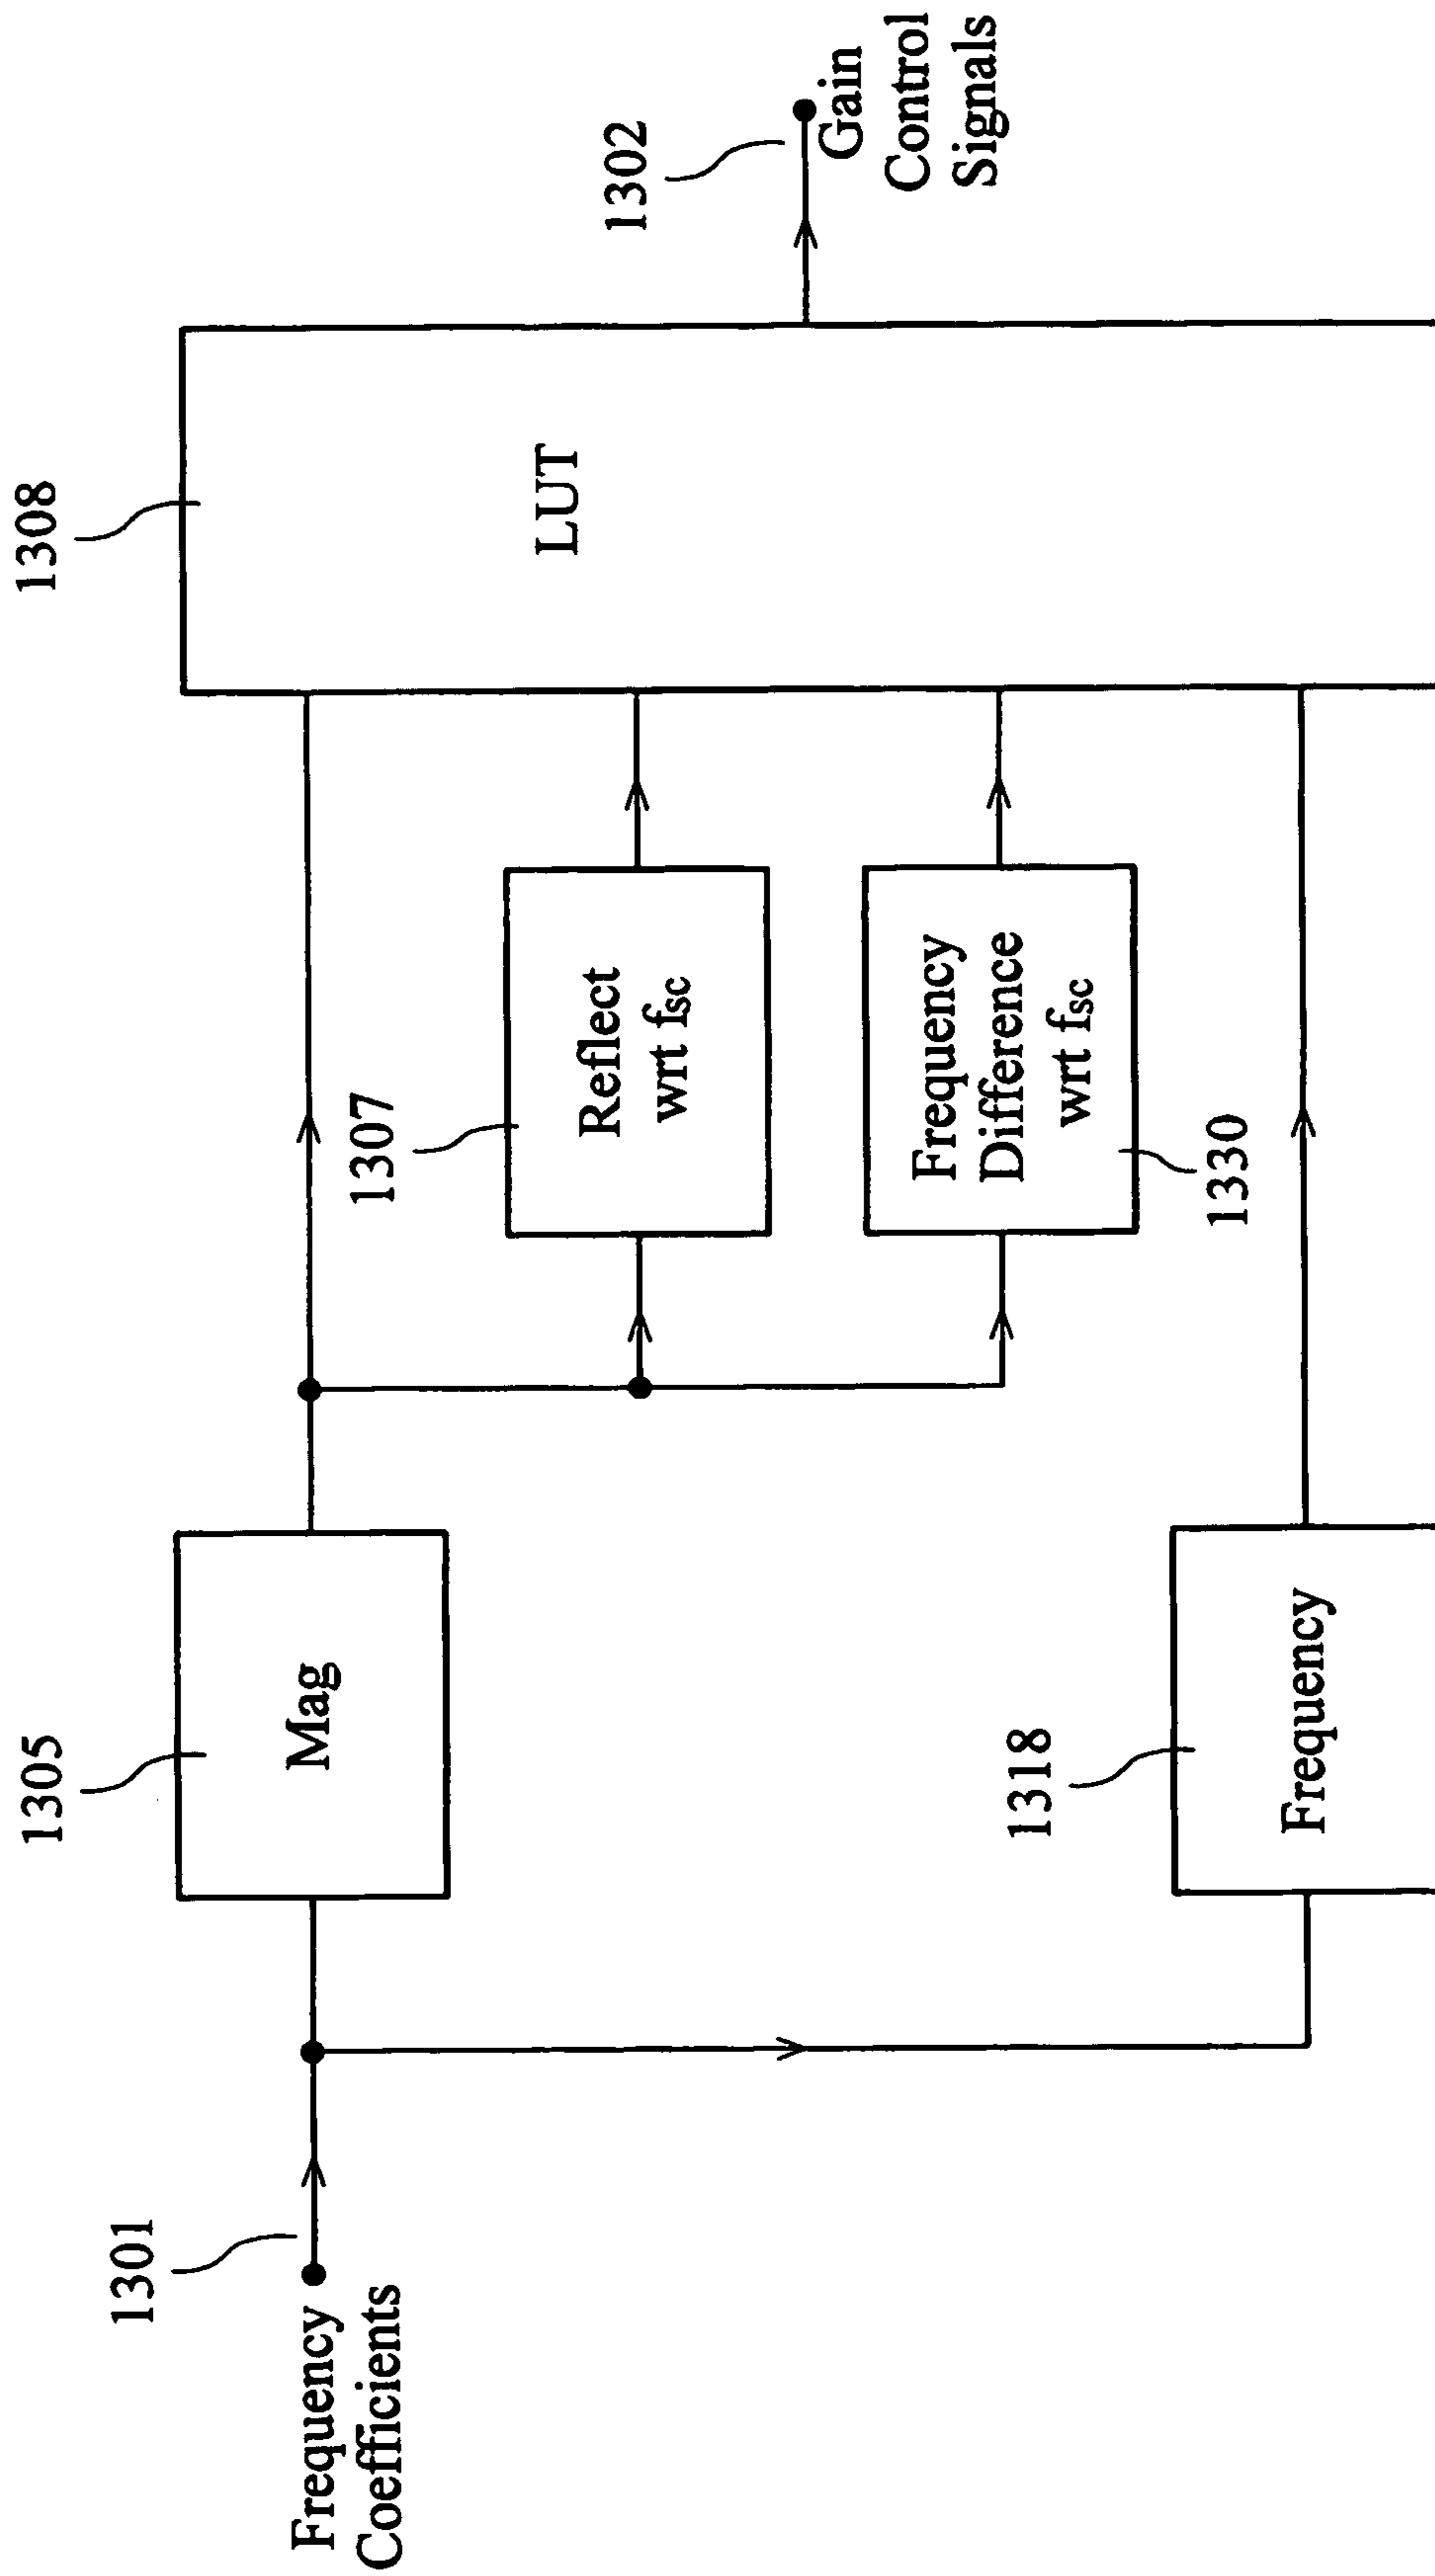 1308
1305
Mag
LUT
1302
Gain
Control
Signals
1301
Frequency
Coefficients
1307
Reflect
wrt fsc
Frequency
Difference
wrt fsc
1330
1318
Frequency